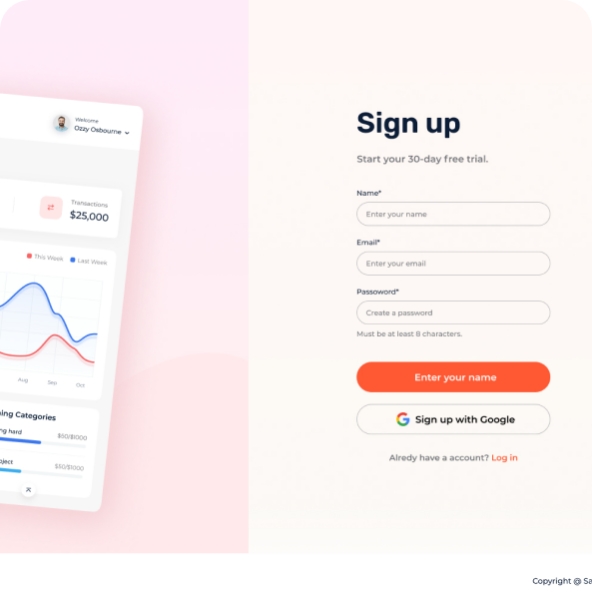 Welcome
Ozzy Osbourne
Transactions
$25,000
This Week Last Week
Aug Sep Oct
ing Categories
ng hard $50/$1000
oject $50/$1000
Sign up
Start your 30-day free trial.
Name*
Enter your name
Email*
Enter your email
Passoword*
Create a password
Must be at least 8 characters.
Enter your name
Sign up with Google
Alredy have a account? Log in
Copyright @ Sa